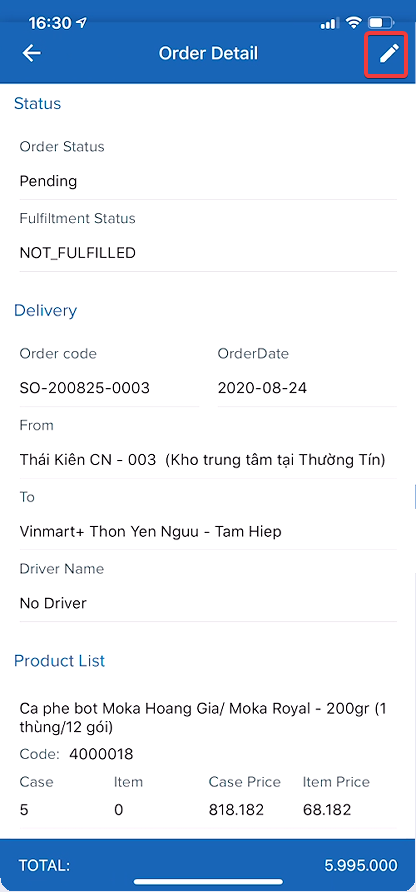 16:30
Order Detail
Status
Order Status
Pending
Fulfiltment Status
NOT_FULFILLED
Delivery
Order code OrderDate
SO-200825-0003 2020-08-24
From
Thái Kiên CN - 003 (Kho trung tâm tại Thường Tín)
To
Vinmart+ Thon Yen Nguu - Tam Hiep
Driver Name
No Driver
Product List
Ca phe bot Moka Hoang Gia/ Moka Royal - 200gr (1
thùng/12 gói)
Code: 4000018
Case Item Case Price Item Price
5 0 818.182 68.182
TOTAL: 5.995.000